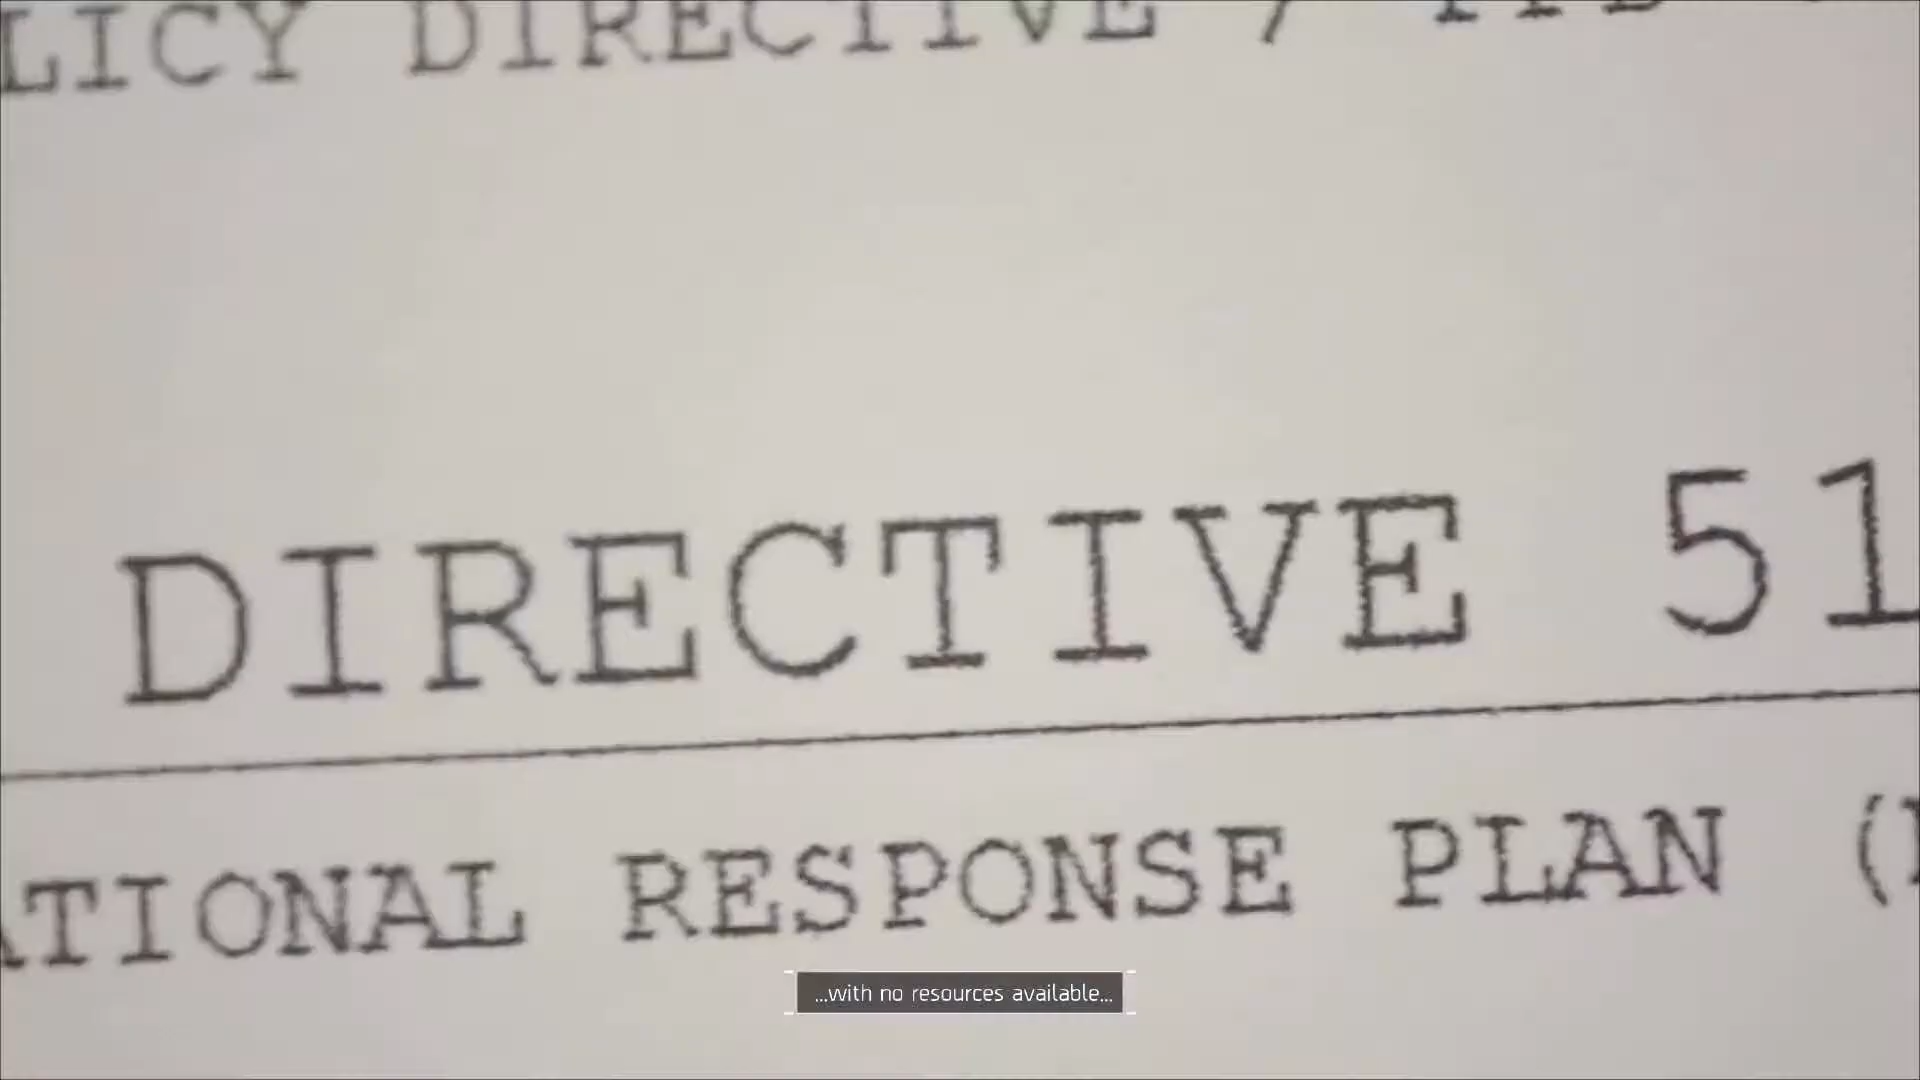 LICY DIRECTIVE /
DIRECTIVE 51
ATIONAL RESPONSE PLAN (
...with no resources available...